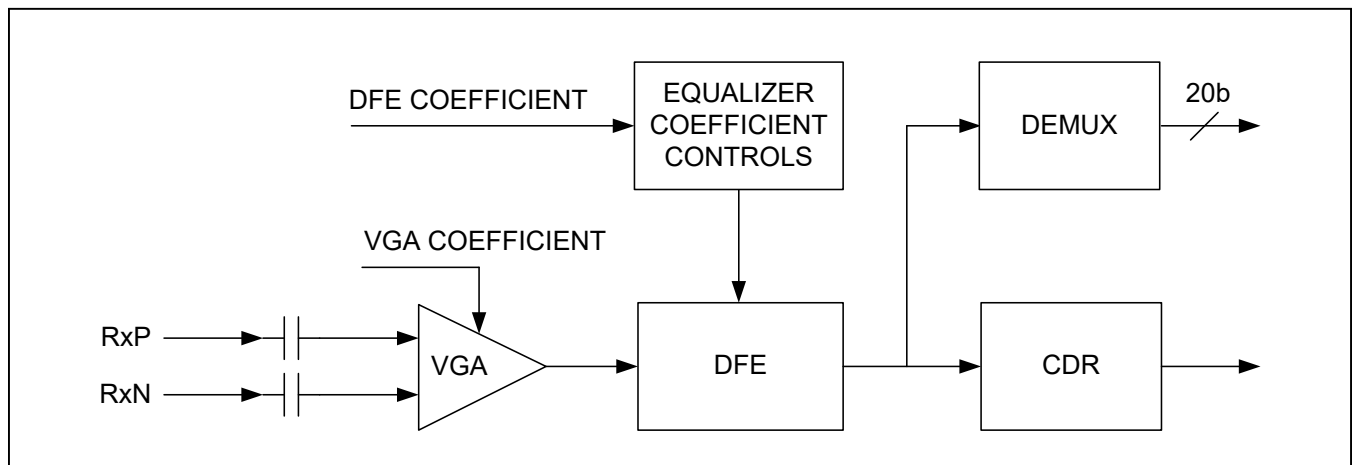 DFE COEFFICIENT
EQUALIZER
COEFFICIENT
CONTROLS
DEMUX
20b
VGA COEFFICIENT
RxP
RxN
VGA
DFE
CDR